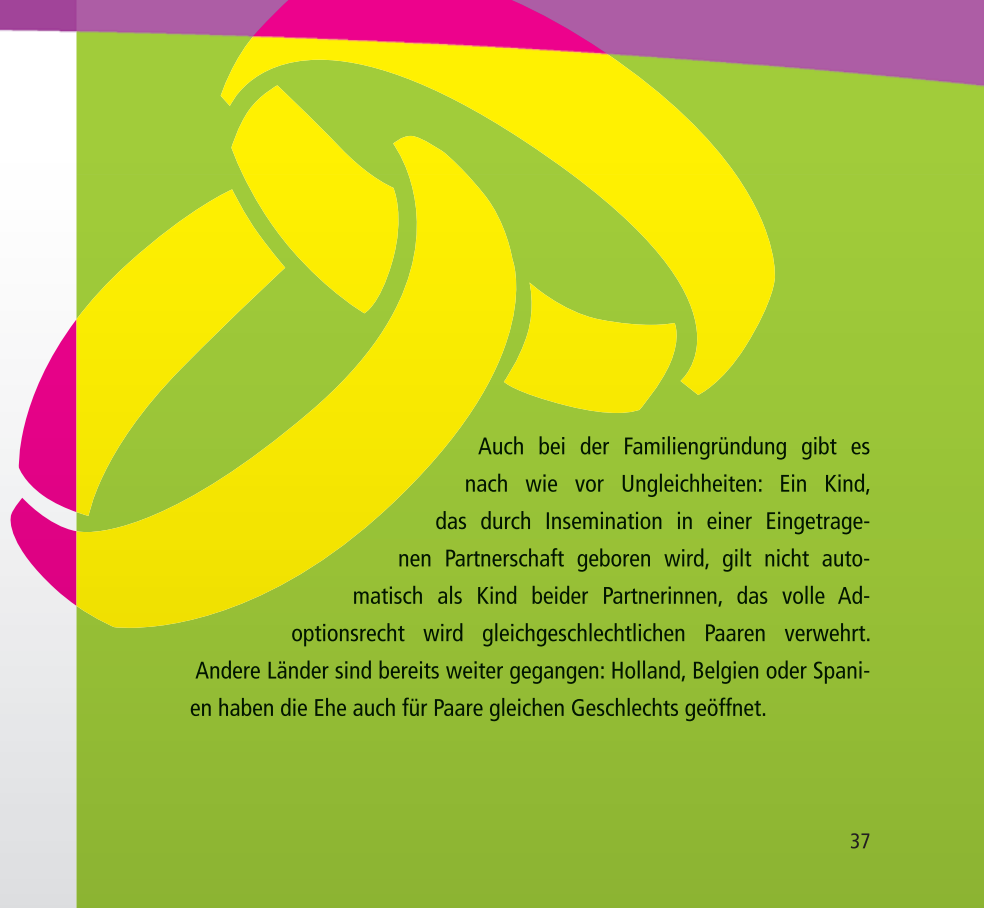 Auch bei der Familiengründung gibt es
nach wie vor Ungleichheiten: Ein Kind,
das durch Insemination in einer Eingetrage-
nen Partnerschaft geboren wird, gilt nicht auto-
matisch als Kind beider Partnerinnen, das volle Ad-
optionsrecht wird gleichgeschlechtlichen Paaren verwehrt.
Andere Länder sind bereits weiter gegangen: Holland, Belgien oder Spani-
en haben die Ehe auch für Paare gleichen Geschlechts geöffnet.
37